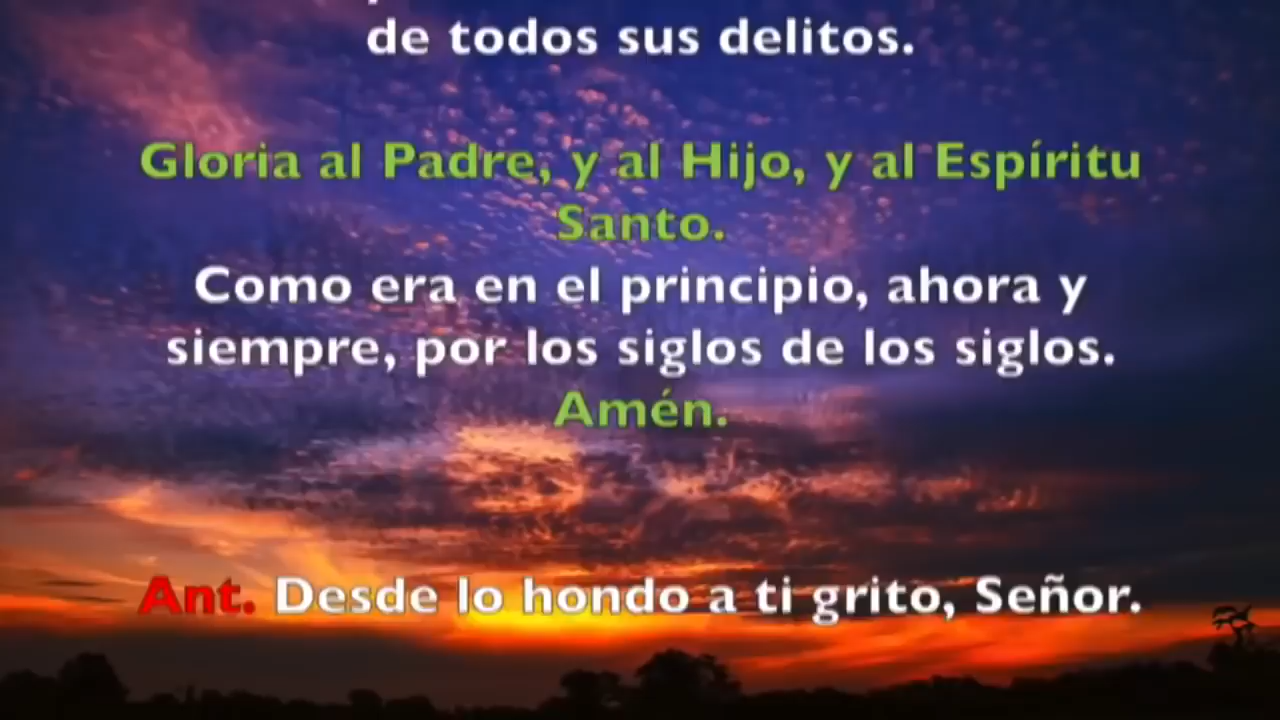 de todos sus delitos.
Gloria al Padre, y al Hijo, y al Espíritu
Santo.
Como era en el principio, ahora y
siempre, por los siglos de los siglos.
Amén.
Ant. Desde lo hondo a ti grito, Señor.